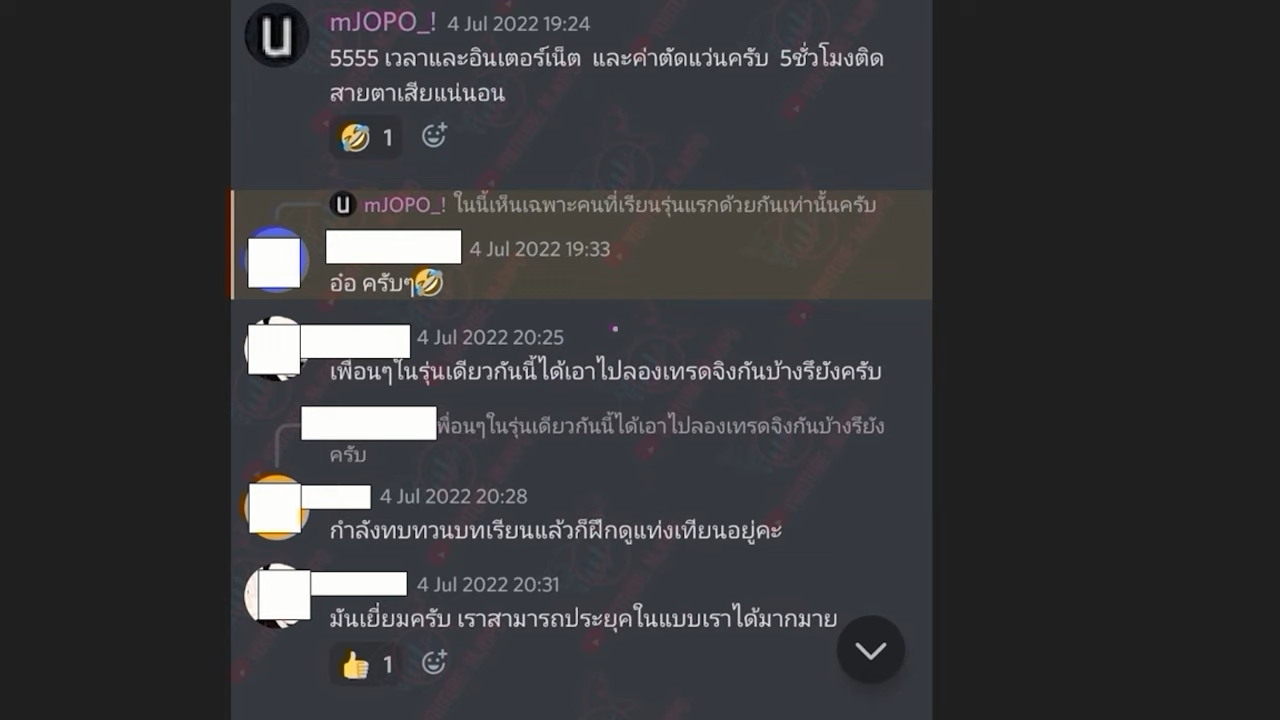 mJOPO_! 4 Jul 2022 19:24
5555 เวลาและอินเตอร์เน็ต และค่าตัดแว่นครับ 5ชั่วโมงติด
สายตาเสียแน่นอน
🤣 1
mJOPO_! ในนี้เห็นเฉพาะคนที่เรียนรุ่นแรกด้วยกันเท่านั้นครับ
4 Jul 2022 19:33
อ๋อ ครับๆ🤣
4 Jul 2022 20:25
เพื่อนๆในรุ่นเดียวกันนี้ได้เอาไปลองเทรดจิงกันบ้างรึยังครับ
พื่อนๆในรุ่นเดียวกันนี้ได้เอาไปลองเทรดจิงกันบ้างรึยัง
ครับ
4 Jul 2022 20:28
กำลังทบทวนบทเรียนแล้วก็ฝึกดูแท่งเทียนอยู่คะ
4 Jul 2022 20:31
มันเยี่ยมครับ เราสามารถประยุคในแบบเราได้มากมาย
👍 1